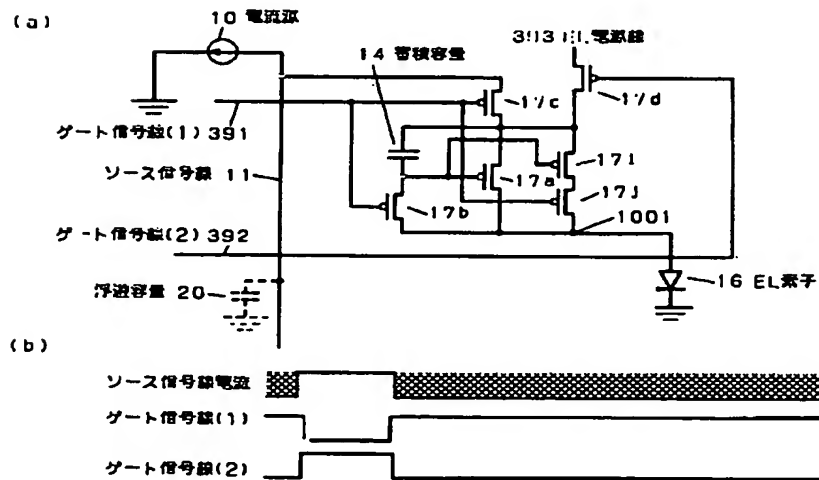 (a)
10 電流源
393 EL電源線
14 蓄積容量
17c
17d
ゲート信号線(1) 391
17i
ソース信号線 11
17a
17j
17b
1001
ゲート信号線(2) 392
16 EL素子
浮遊容量 20
(b)
ソース信号線電流
ゲート信号線(1)
ゲート信号線(2)